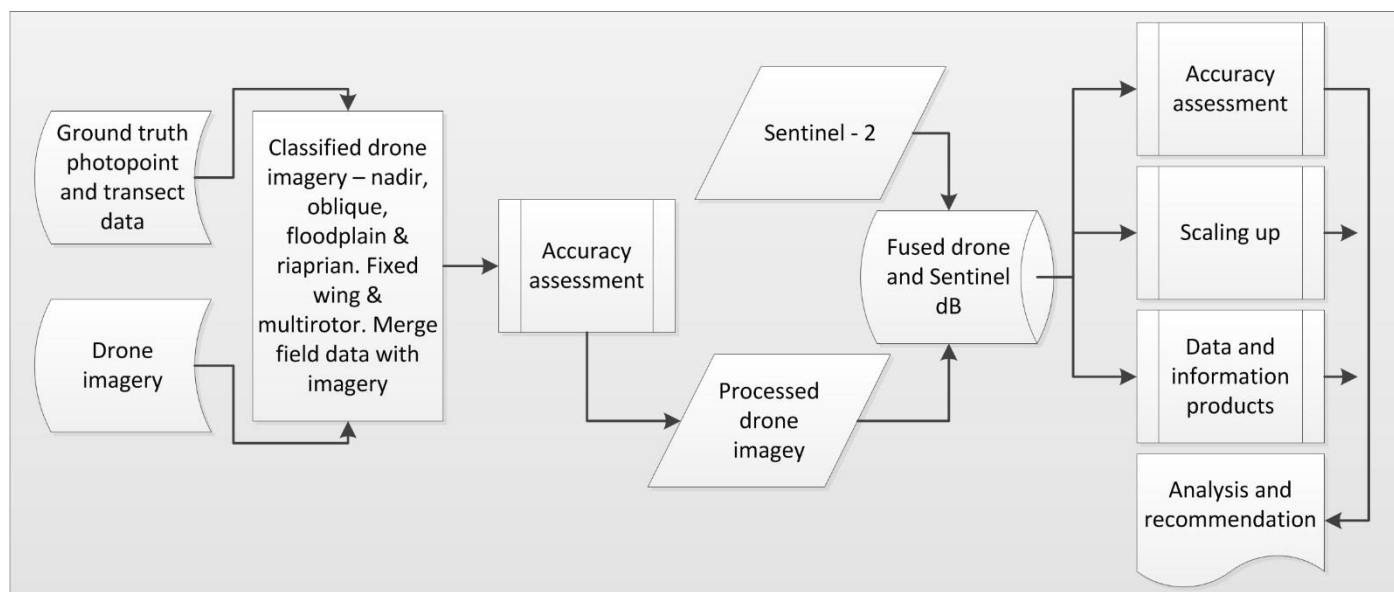 Ground truth
photopoint
and transect
data
Drone
imagery
Classified drone
imagery – nadir,
oblique,
floodplain &
riaprian. Fixed
wing &
multirotor. Merge
field data with
imagery
Accuracy
assessment
Sentinel - 2
Processed
drone
imagey
Fused drone
and Sentinel
dB
Accuracy
assessment
Scaling up
Data and
information
products
Analysis and
recommendation